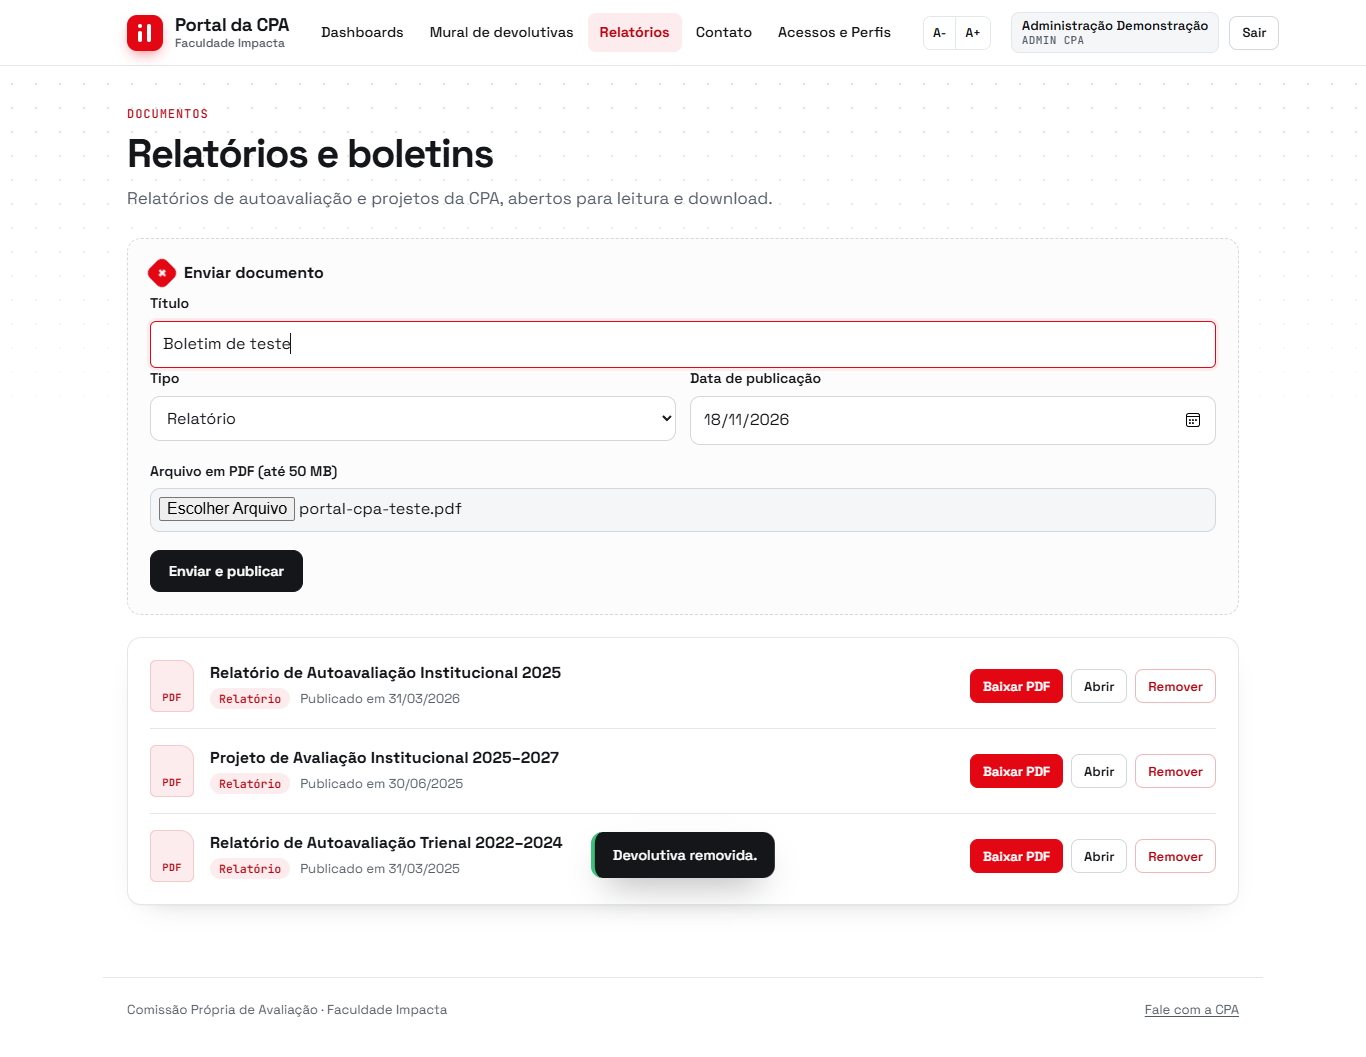 Portal da CPA
Faculdade Impacta
Dashboards
Mural de devolutivas
Relatórios
Contato
Acessos e Perfis
A-
A+
Administração Demonstração
ADMIN CPA
Sair
DOCUMENTOS
Relatórios e boletins
Relatórios de autoavaliação e projetos da CPA, abertos para leitura e download.
Enviar documento
Título
Boletim de teste
Tipo
Data de publicação
Relatório
18/11/2026
Arquivo em PDF (até 50 MB)
Escolher Arquivo portal-cpa-teste.pdf
Enviar e publicar
PDF
Relatório de Autoavaliação Institucional 2025
Relatório
Publicado em 31/03/2026
Baixar PDF
Abrir
Remover
PDF
Projeto de Avaliação Institucional 2025–2027
Relatório
Publicado em 30/06/2025
Baixar PDF
Abrir
Remover
PDF
Relatório de Autoavaliação Trienal 2022–2024
Relatório
Publicado em 31/03/2025
Devolutiva removida.
Baixar PDF
Abrir
Remover
Comissão Própria de Avaliação · Faculdade Impacta
Fale com a CPA